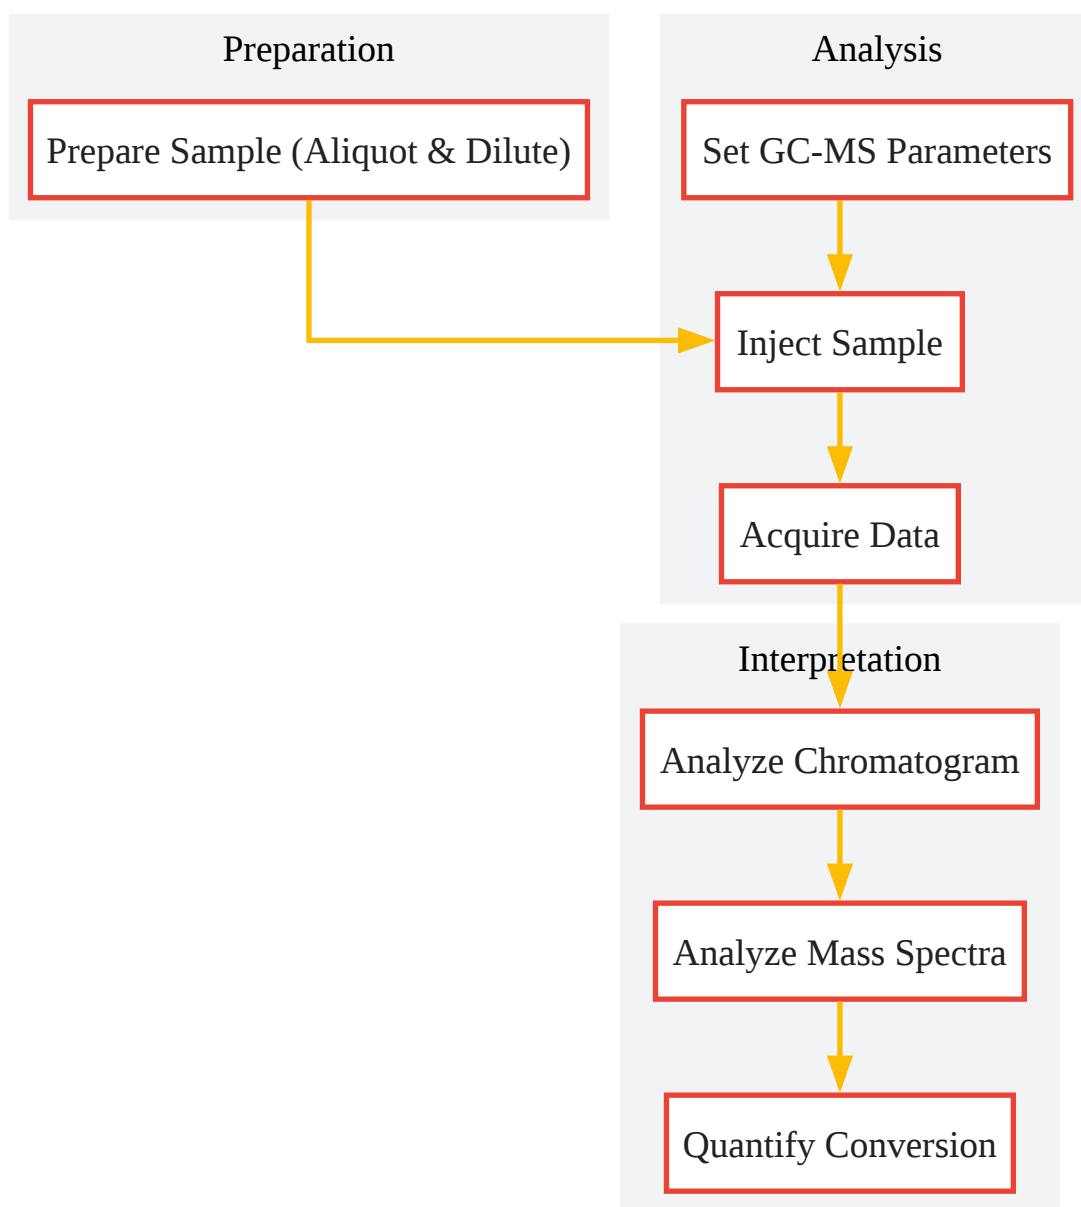 Preparation
Prepare Sample (Aliquot & Dilute)
Analysis
Set GC-MS Parameters
Inject Sample
Acquire Data
Interpretation
Analyze Chromatogram
Analyze Mass Spectra
Quantify Conversion